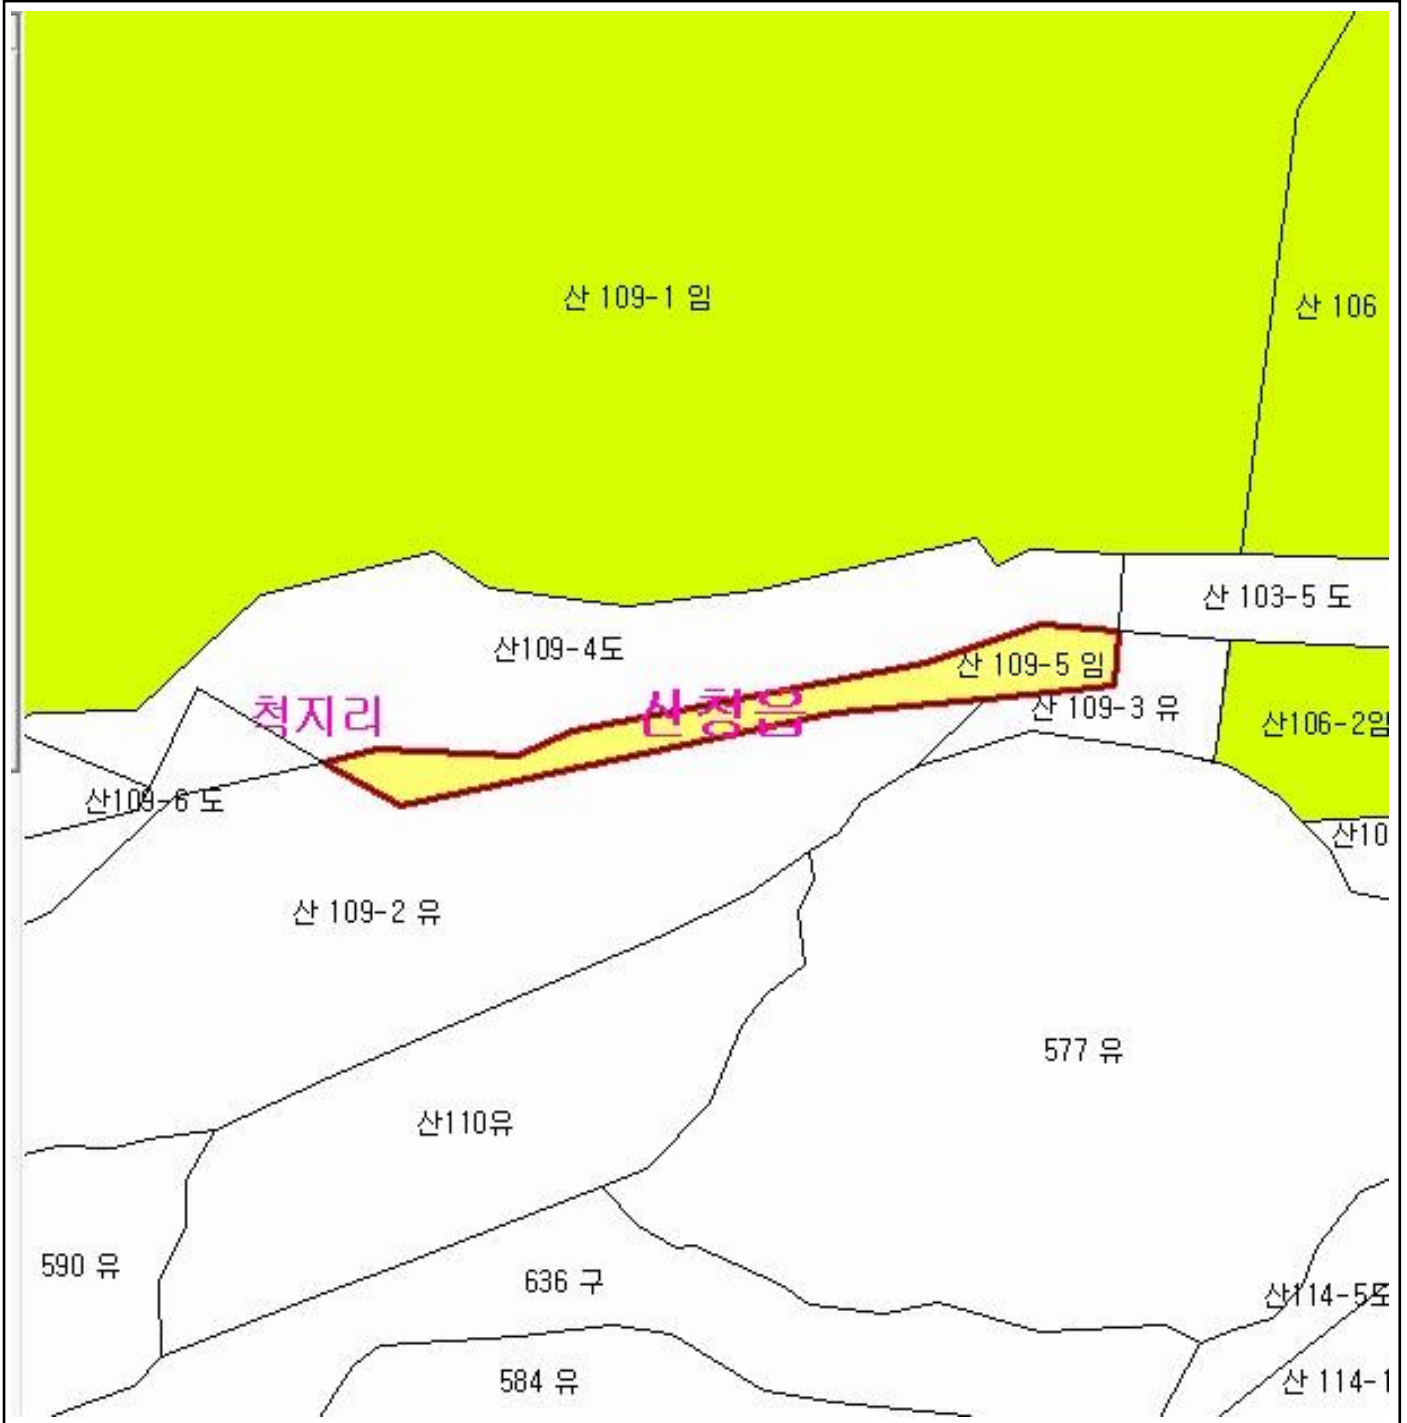 산 109-1 임
산 106
산 103-5 도
산109-4도
산 109-5 임
청지리
산청읍
산 109-3 유
산106-2임
산109-6 도
산10
산 109-2 유
577 유
산110유
590 유
636 구
산114-5도
584 유
산 114-1